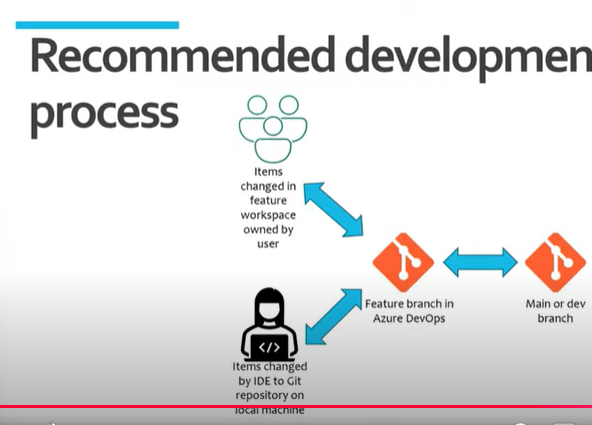 Recommended developmen
process
Items
changed in
feature
workspace
owned by
user
Feature branch in
Azure DevOps
Main or dev
branch
</>
Items changed
by IDE to Git
repository on
local machine